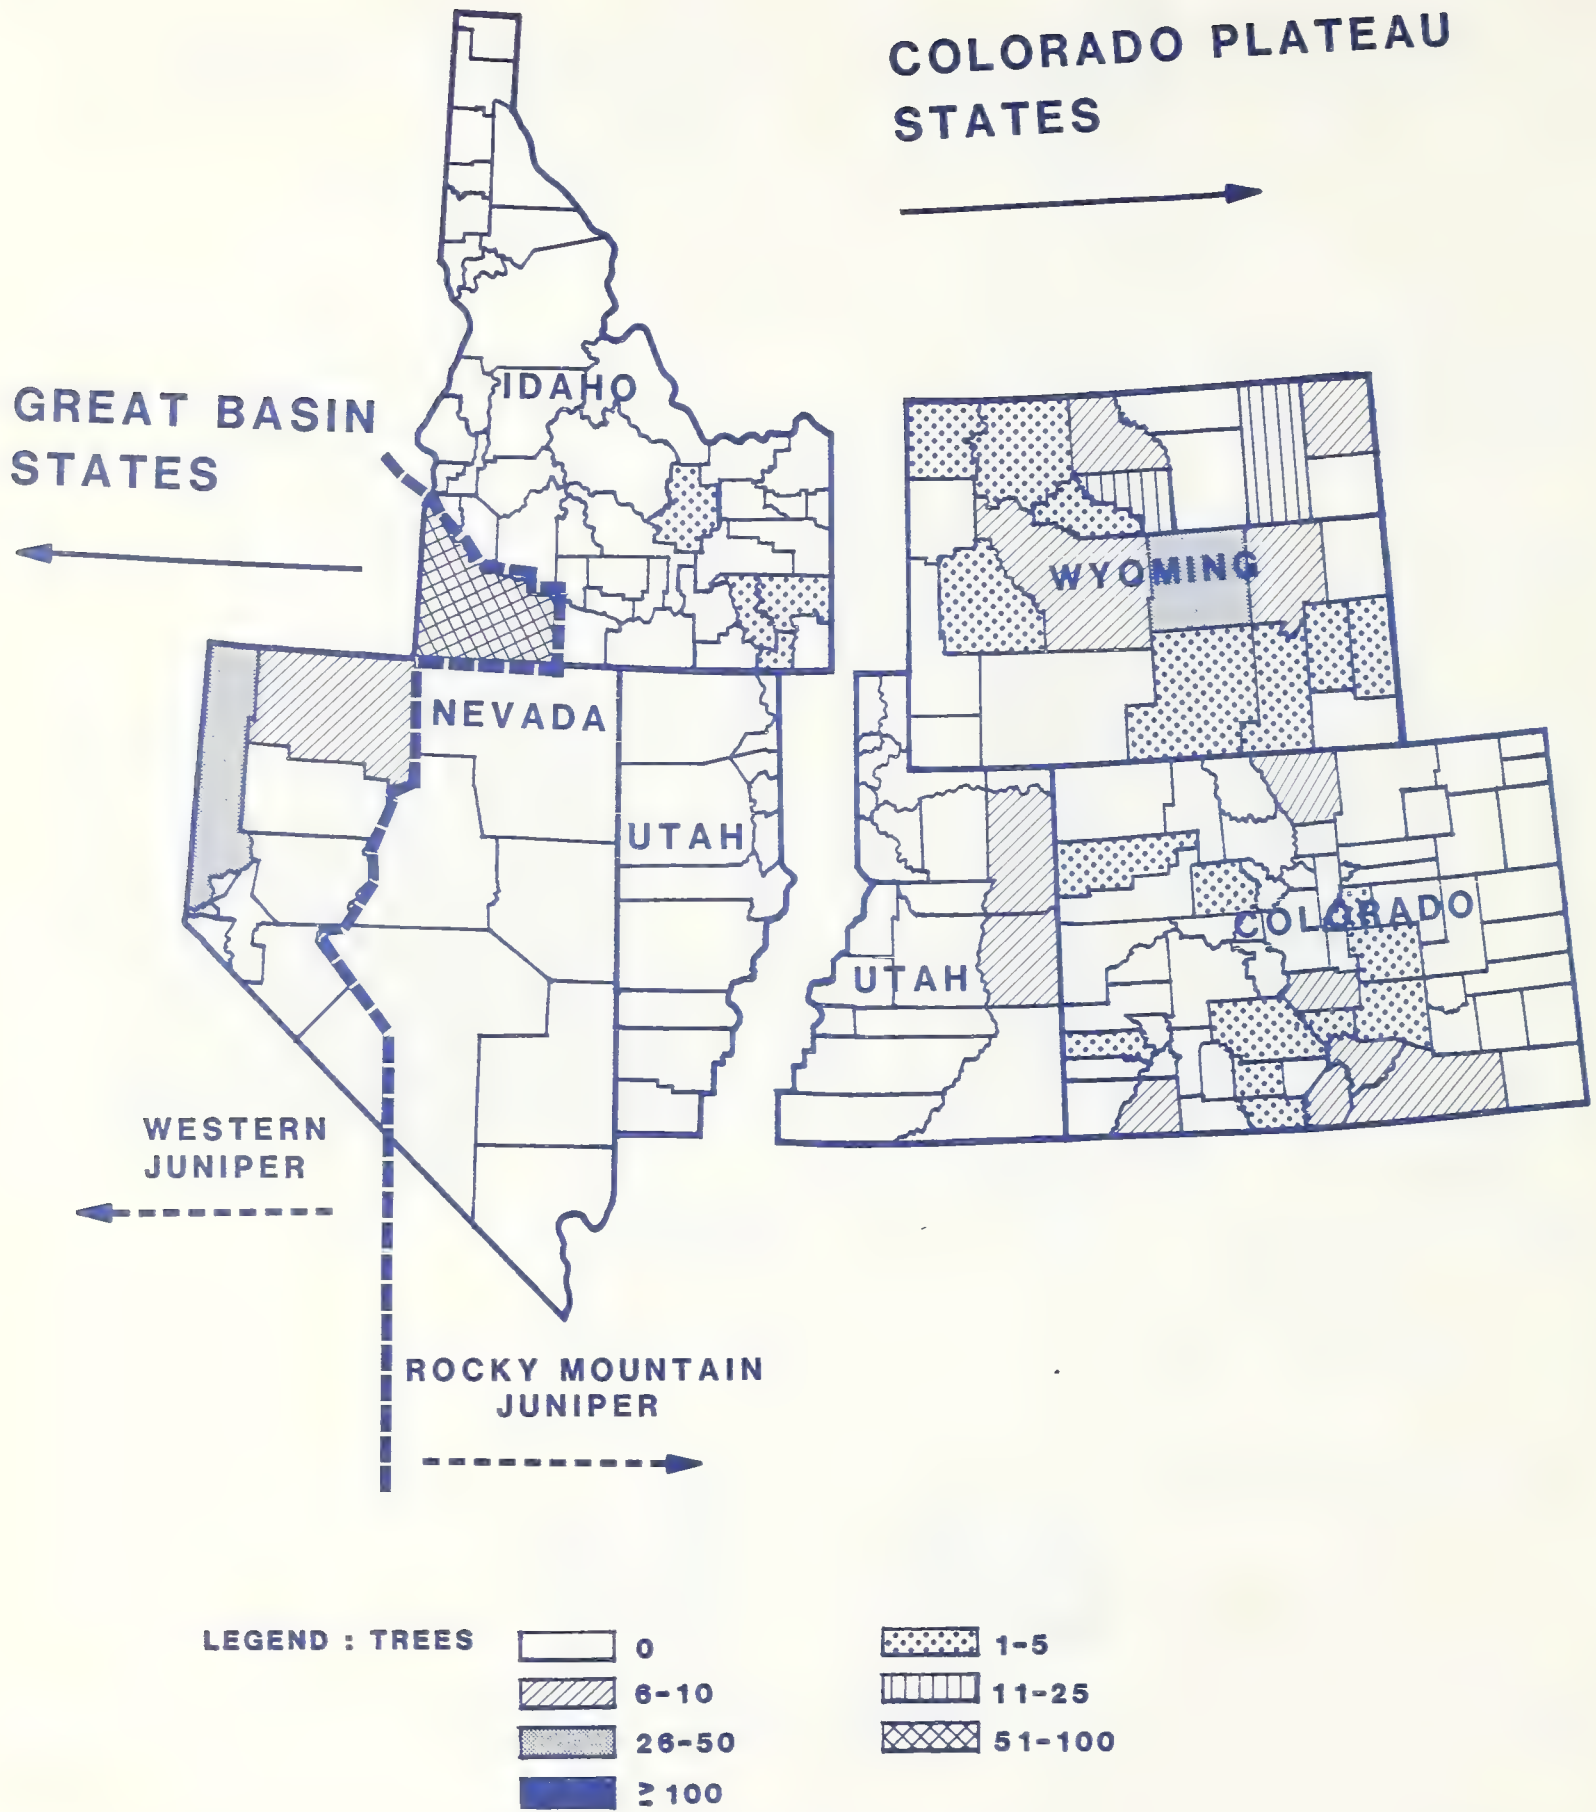 COLORADO PLATEAU
STATES
GREAT BASIN
STATES
IDAHO
WYOMING
NEVADA
UTAH
COLORADO
UTAH
WESTERN
JUNIPER
ROCKY MOUNTAIN
JUNIPER
LEGEND : TREES
0
1-5
6-10
11-25
26-50
51-100
≥ 100